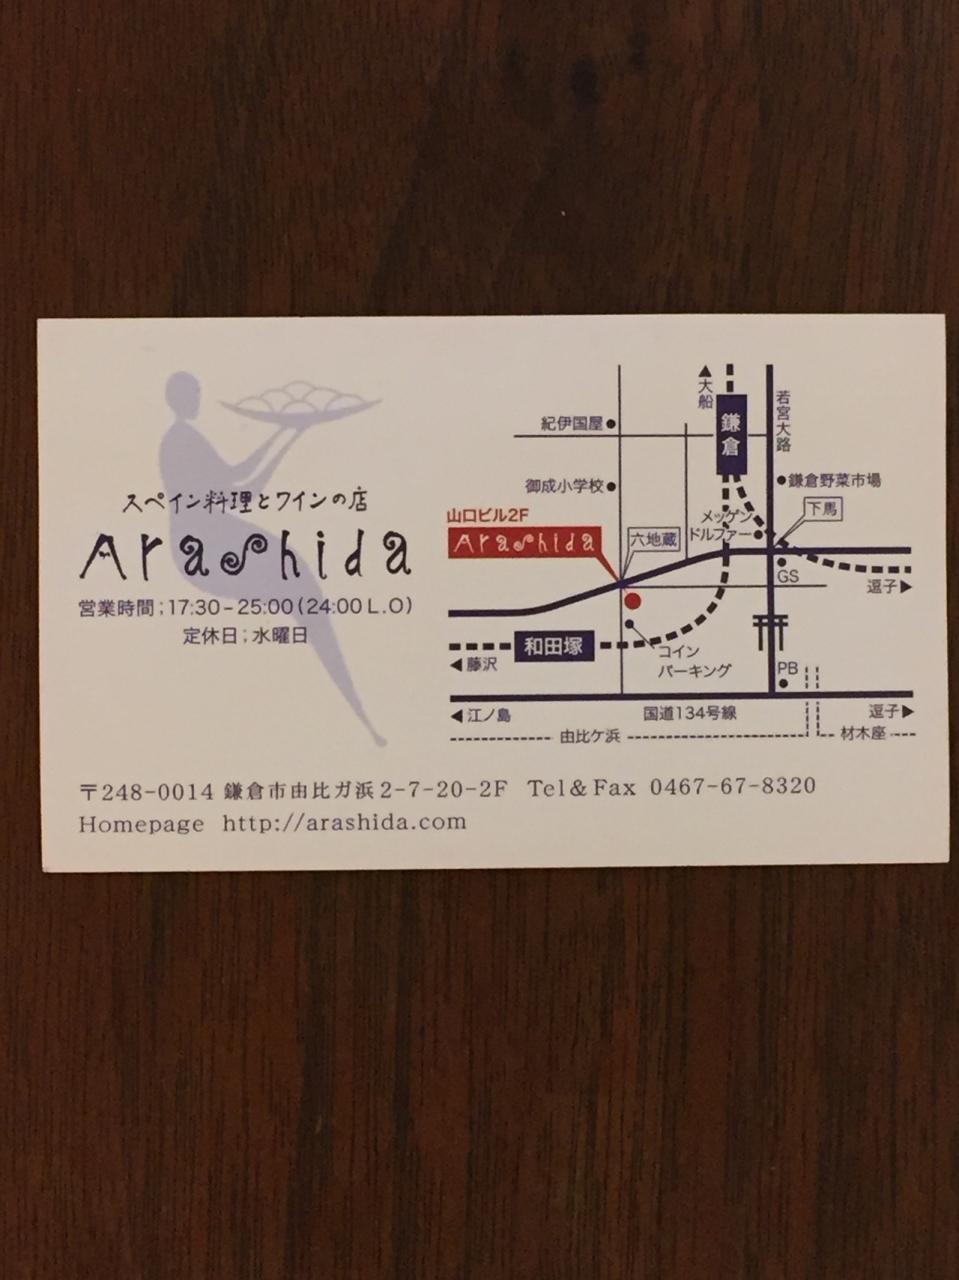 スペイン料理とワインの店
Arashida
営業時間;17:30-25:00(24:00 L.O)
定休日;水曜日
▲大船
鎌倉
若宮大路
紀伊国屋
御成小学校
鎌倉野菜市場
山口ビル2F
Arashida
六地蔵
メッゲン
ドルファー
下馬
GS
逗子▶
和田塚
◀藤沢
コイン
パーキング
PB
◀江ノ島
国道134号線
逗子▶
由比ケ浜
材木座
〒248-0014 鎌倉市由比ガ浜2-7-20-2F Tel&Fax 0467-67-8320
Homepage http://arashida.com